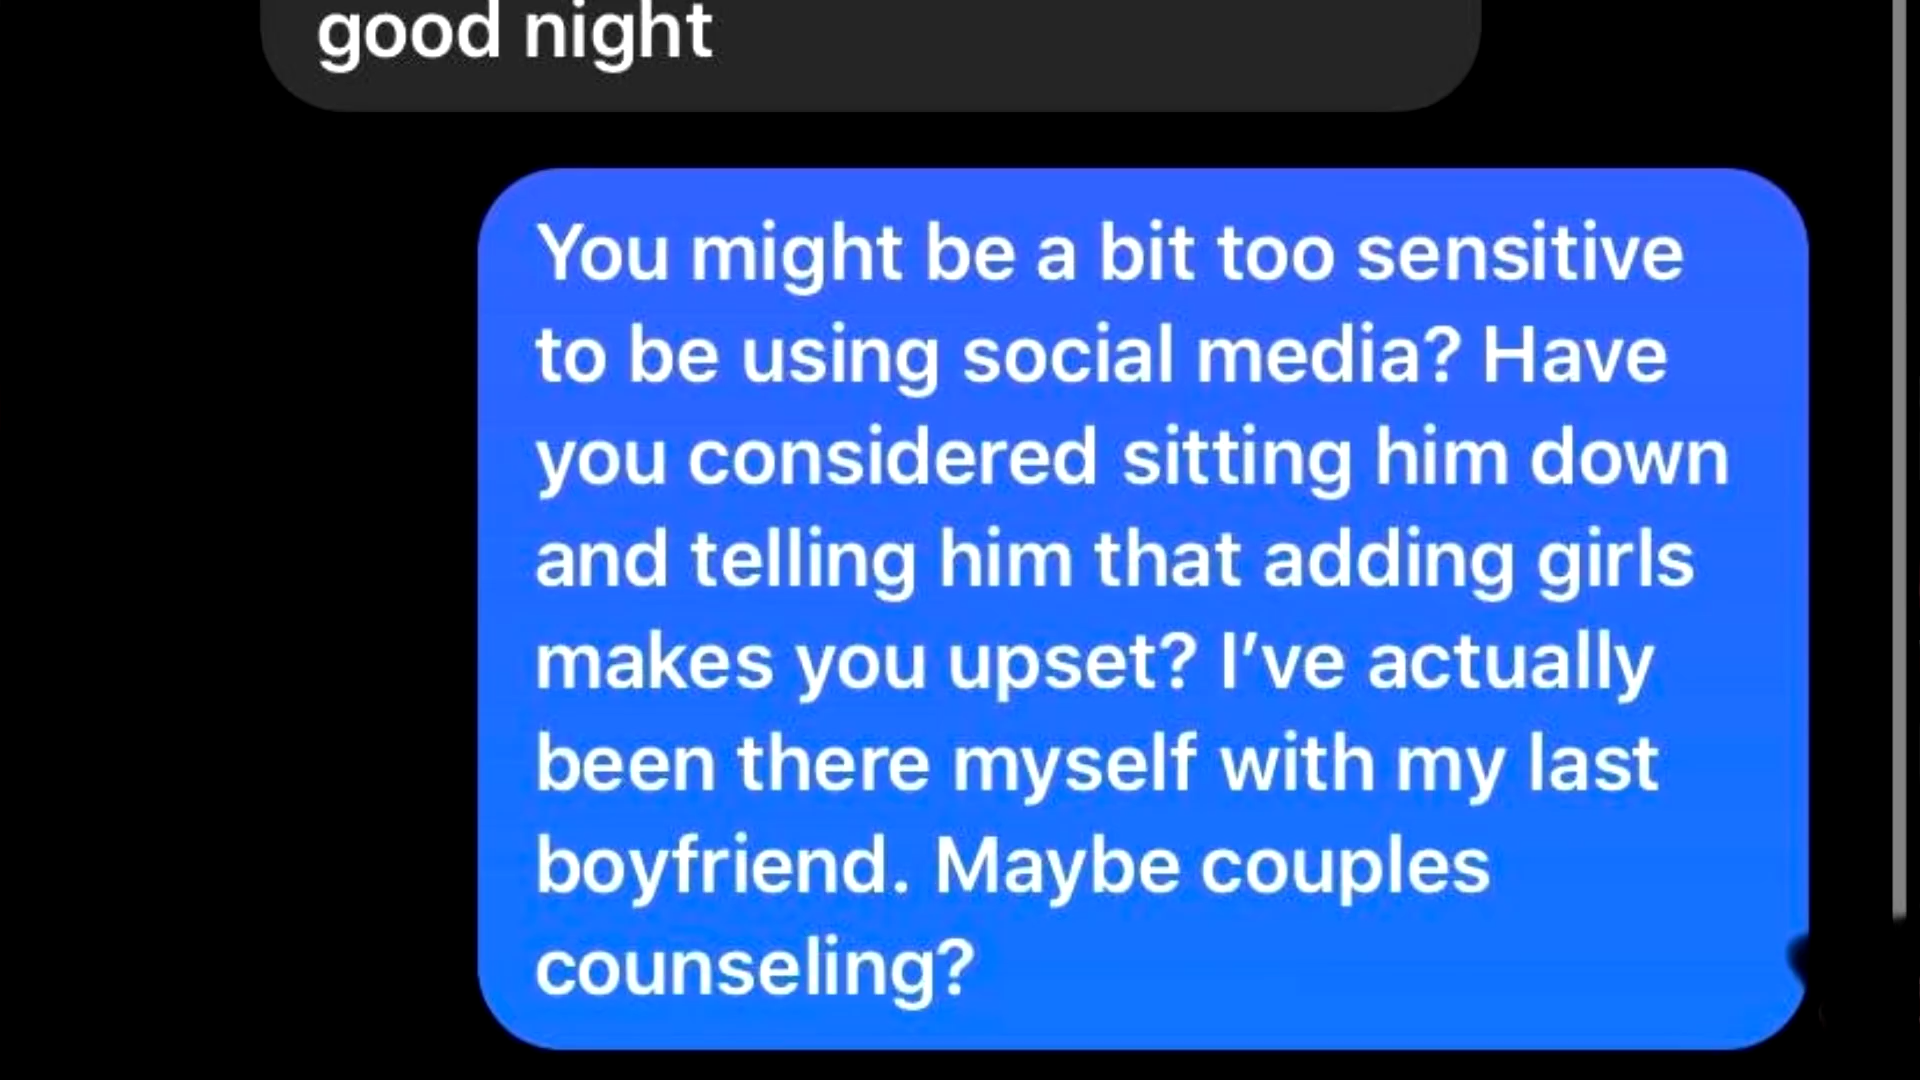 good night
You might be a bit too sensitive
to be using social media? Have
you considered sitting him down
and telling him that adding girls
makes you upset? I’ve actually
been there myself with my last
boyfriend. Maybe couples
counseling?